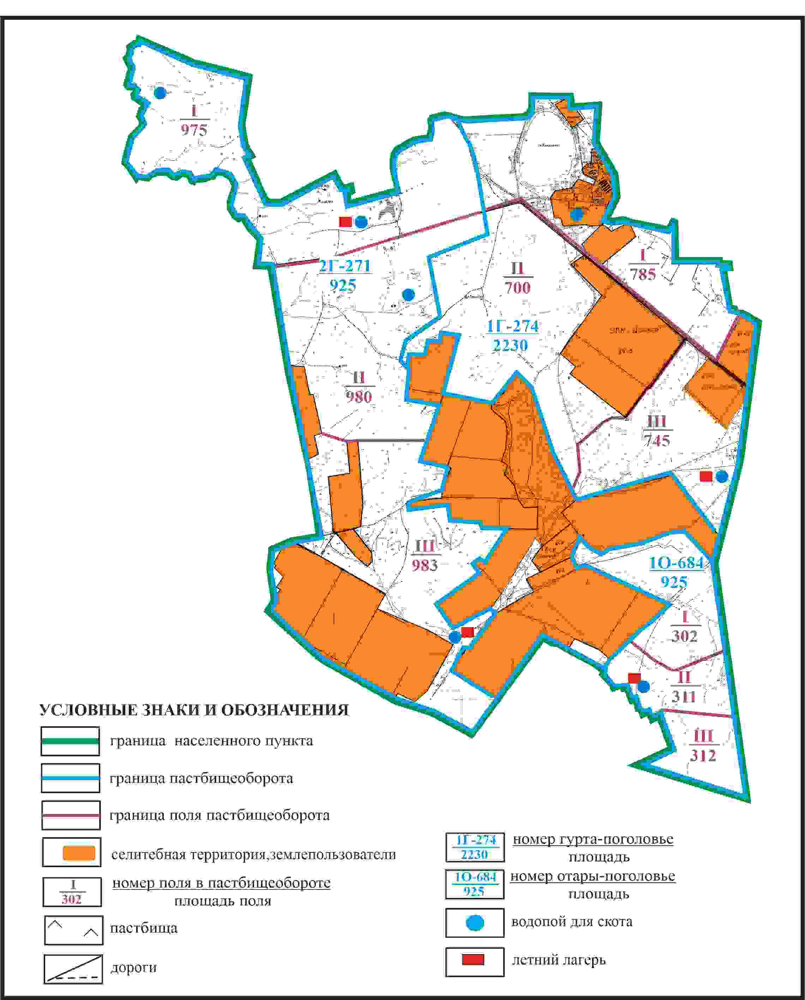 I
975
2Г-271
925
I
785
II
700
1Г-274
2230
II
980
III
745
III
983
1О-684
925
I
302
II
311
III
312
УСЛОВНЫЕ ЗНАКИ И ОБОЗНАЧЕНИЯ
граница населенного пункта
граница пастбищеоборота
граница поля пастбищеоборота
селитебная территория,землепользователи
I
302
номер поля в пастбищеобороте
площадь поля
пастбища
дороги
1Г-274
2230
номер гурта-поголовье
площадь
1О-684
925
номер отары-поголовье
площадь
водопой для скота
летний лагерь